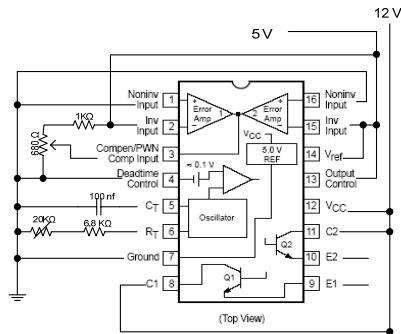 12 V
5 V
Noninv Input
1
Inv Input
2
Compen/PWN Comp Input
3
Deadtime Control
4
CT
5
RT
6
Ground
7
C1
8
1KΩ
680Ω
100 nf
20KΩ
6.8 KΩ
+
Error Amp
1
−
+
Error Amp
2
−
VCC
5.0 V REF
≈ 0.1 V
Oscillator
Q1
Q2
16
Noninv Input
15
Inv Input
14
Vref
13
Output Control
12
VCC
11
C2
10
E2
9
E1
(Top View)